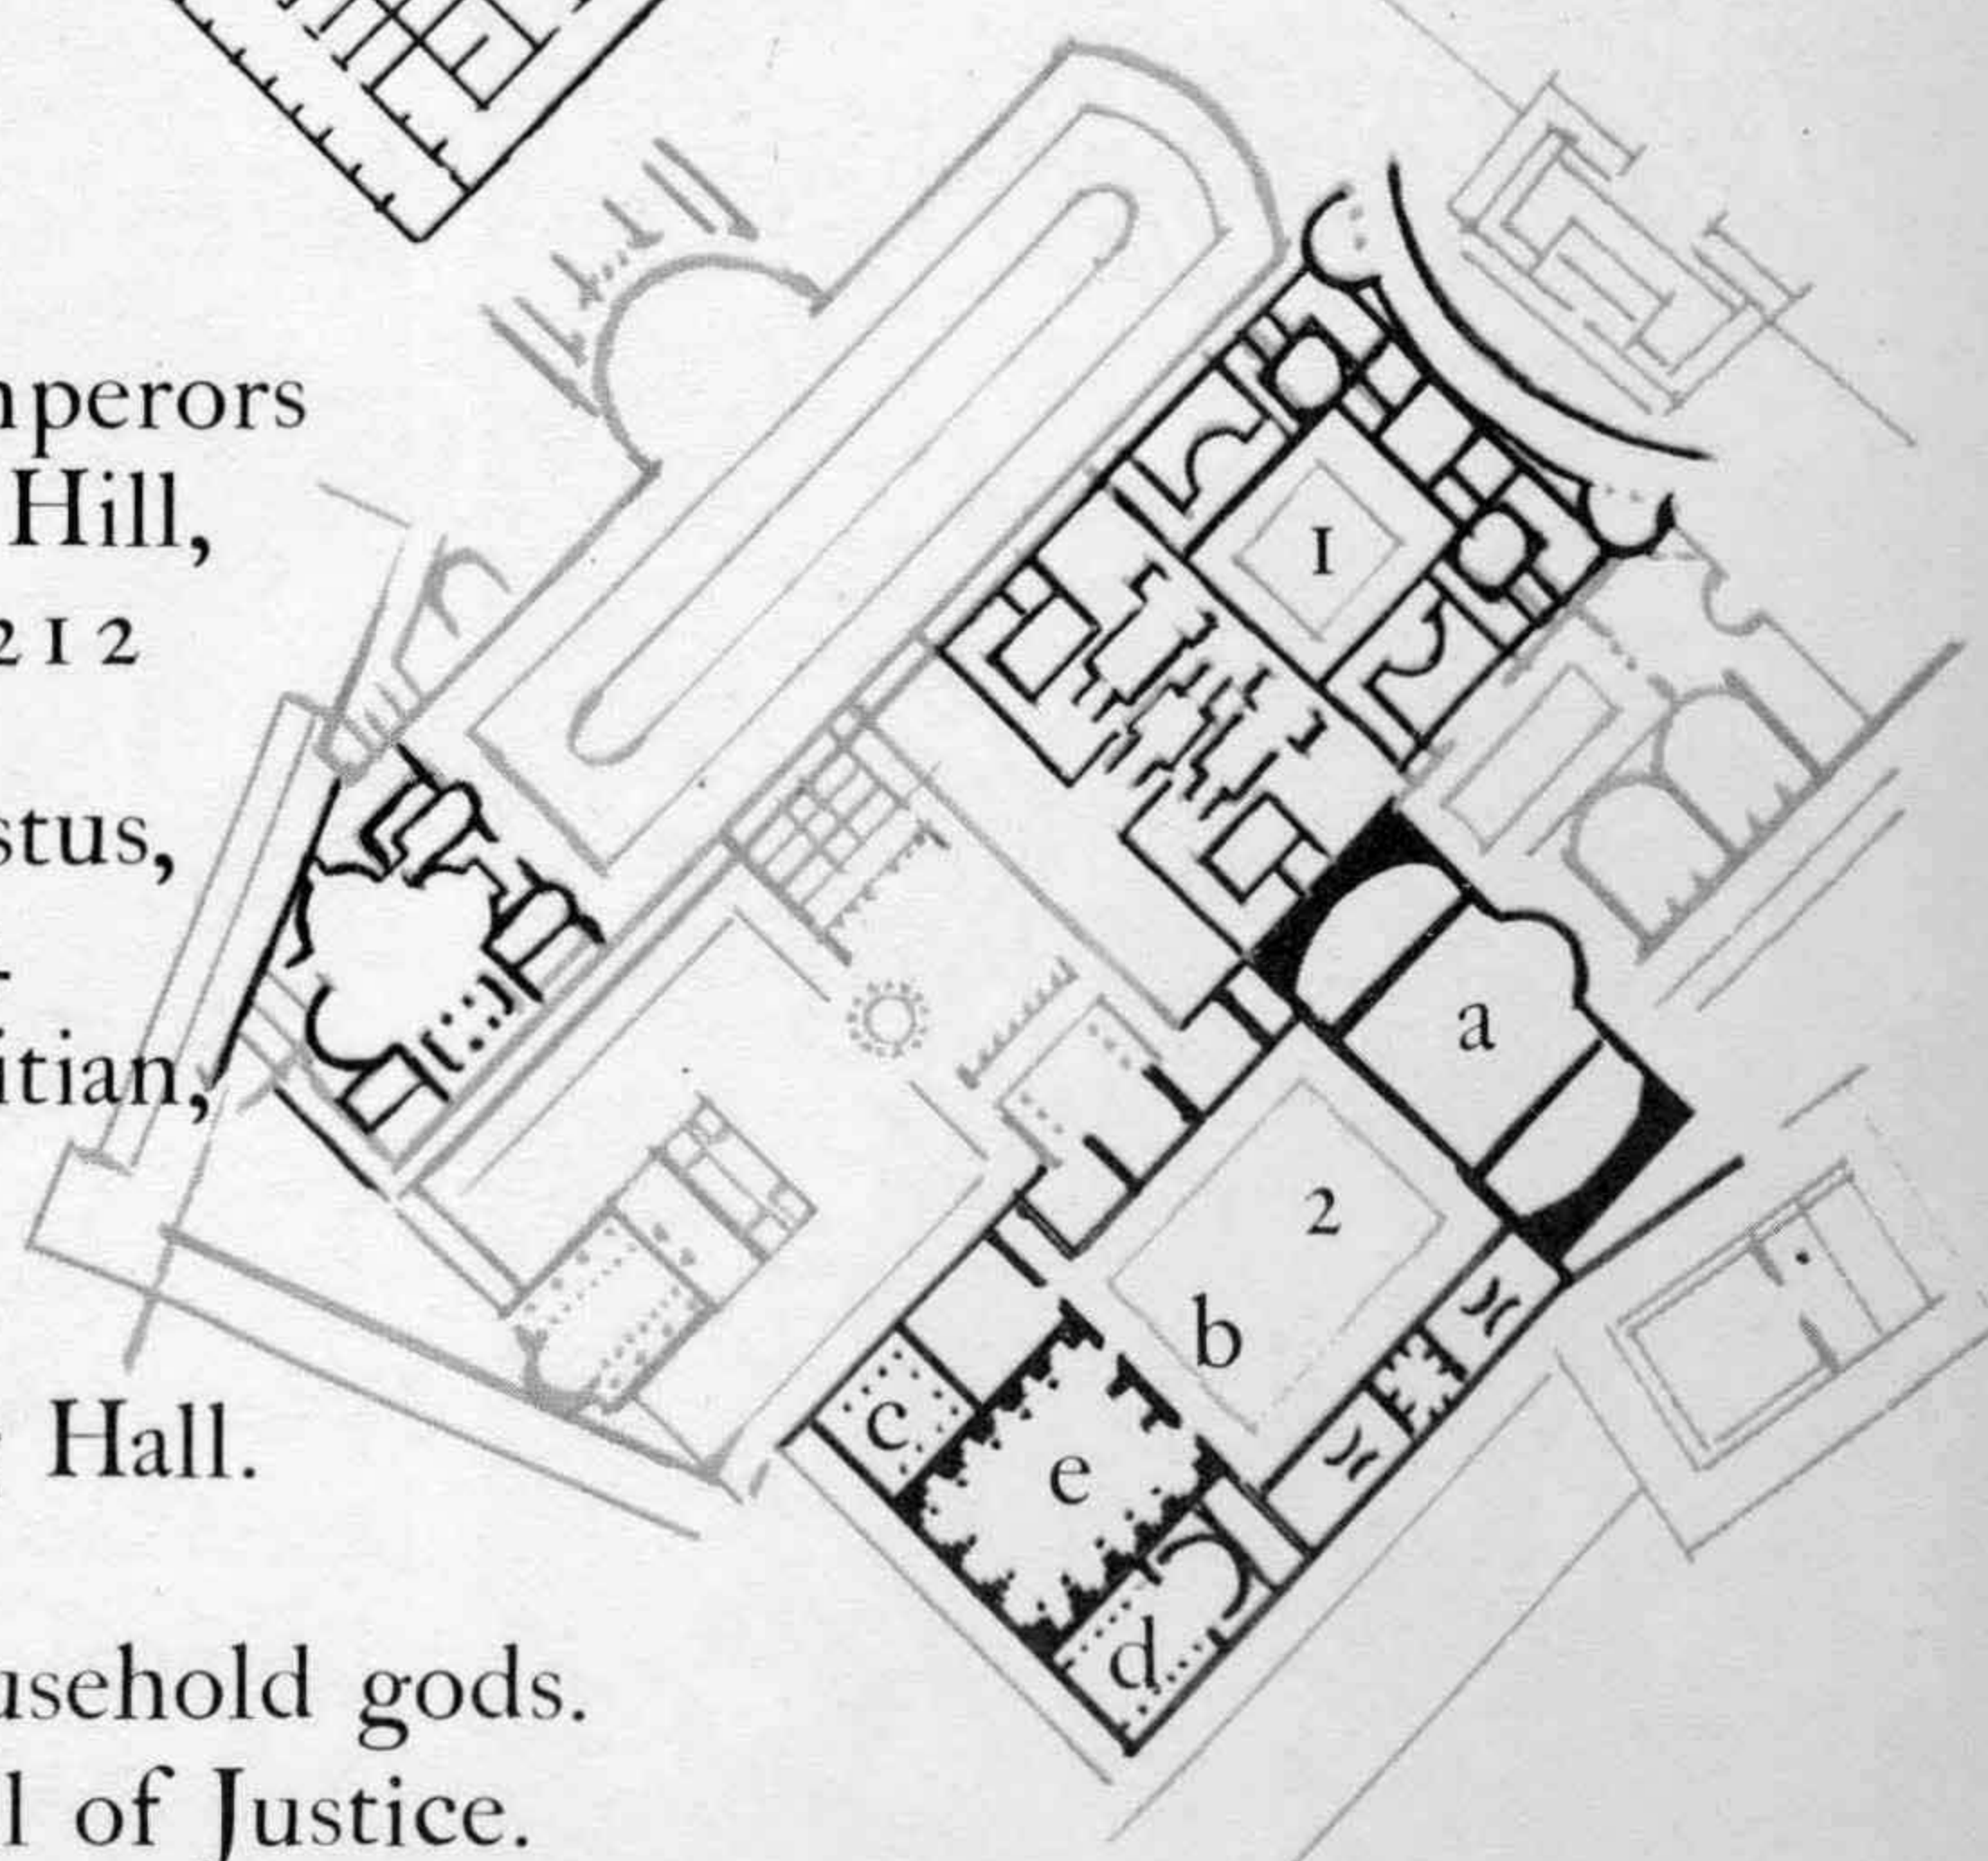 nperors
Hill,
212
stus,
itian,
Hall.
usehold gods.
l of Justice.
1
a
2
b
c
e
d